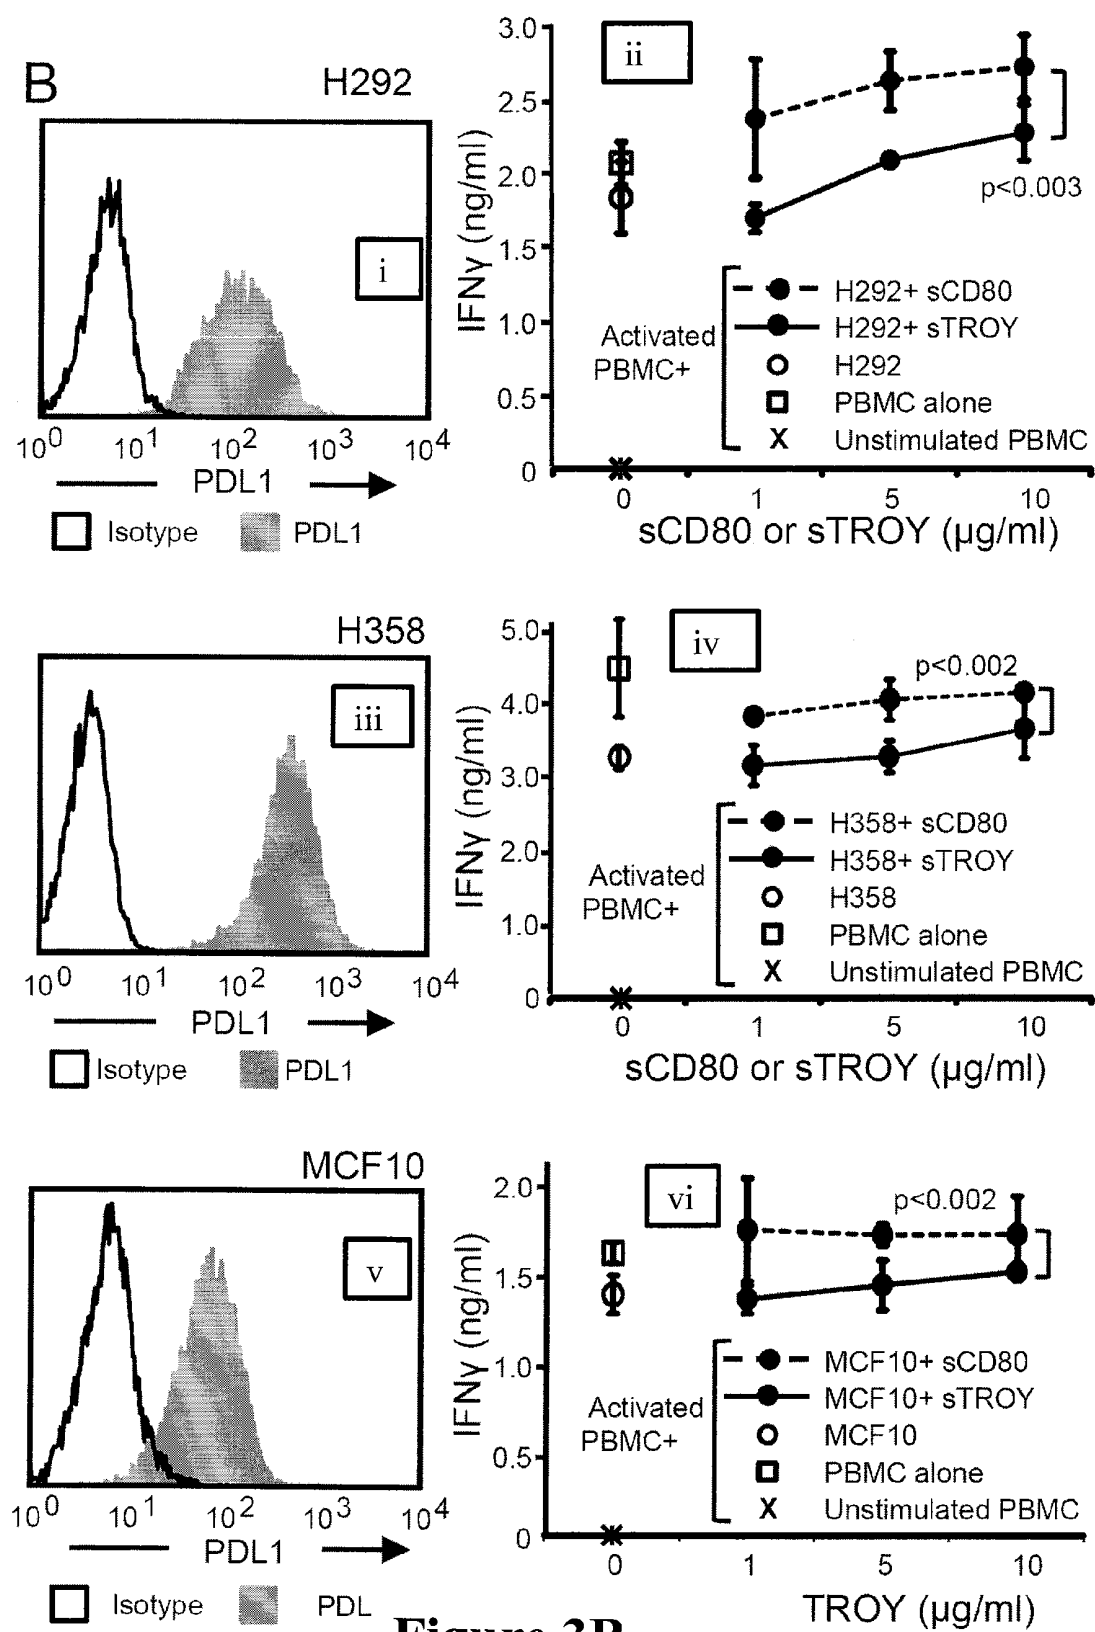 B
H292
i
10^0 10^1 10^2 10^3 10^4
PDL1
Isotype PDL1
ii
3.0
2.5
2.0
1.5
1.0
0.5
0
IFNγ (ng/ml)
p<0.003
Activated PBMC+
H292+ sCD80
H292+ sTROY
H292
PBMC alone
X Unstimulated PBMC
0 1 5 10
sCD80 or sTROY (µg/ml)
H358
iii
10^0 10^1 10^2 10^3 10^4
PDL1
Isotype PDL1
iv
5.0
4.0
3.0
2.0
1.0
0
IFNγ (ng/ml)
p<0.002
Activated PBMC+
H358+ sCD80
H358+ sTROY
H358
PBMC alone
X Unstimulated PBMC
0 1 5 10
sCD80 or sTROY (µg/ml)
MCF10
v
10^0 10^1 10^2 10^3 10^4
PDL1
Isotype PDL
vi
2.0
1.5
1.0
0.5
0
IFNγ (ng/ml)
p<0.002
Activated PBMC+
MCF10+ sCD80
MCF10+ sTROY
MCF10
PBMC alone
X Unstimulated PBMC
0 1 5 10
TROY (µg/ml)